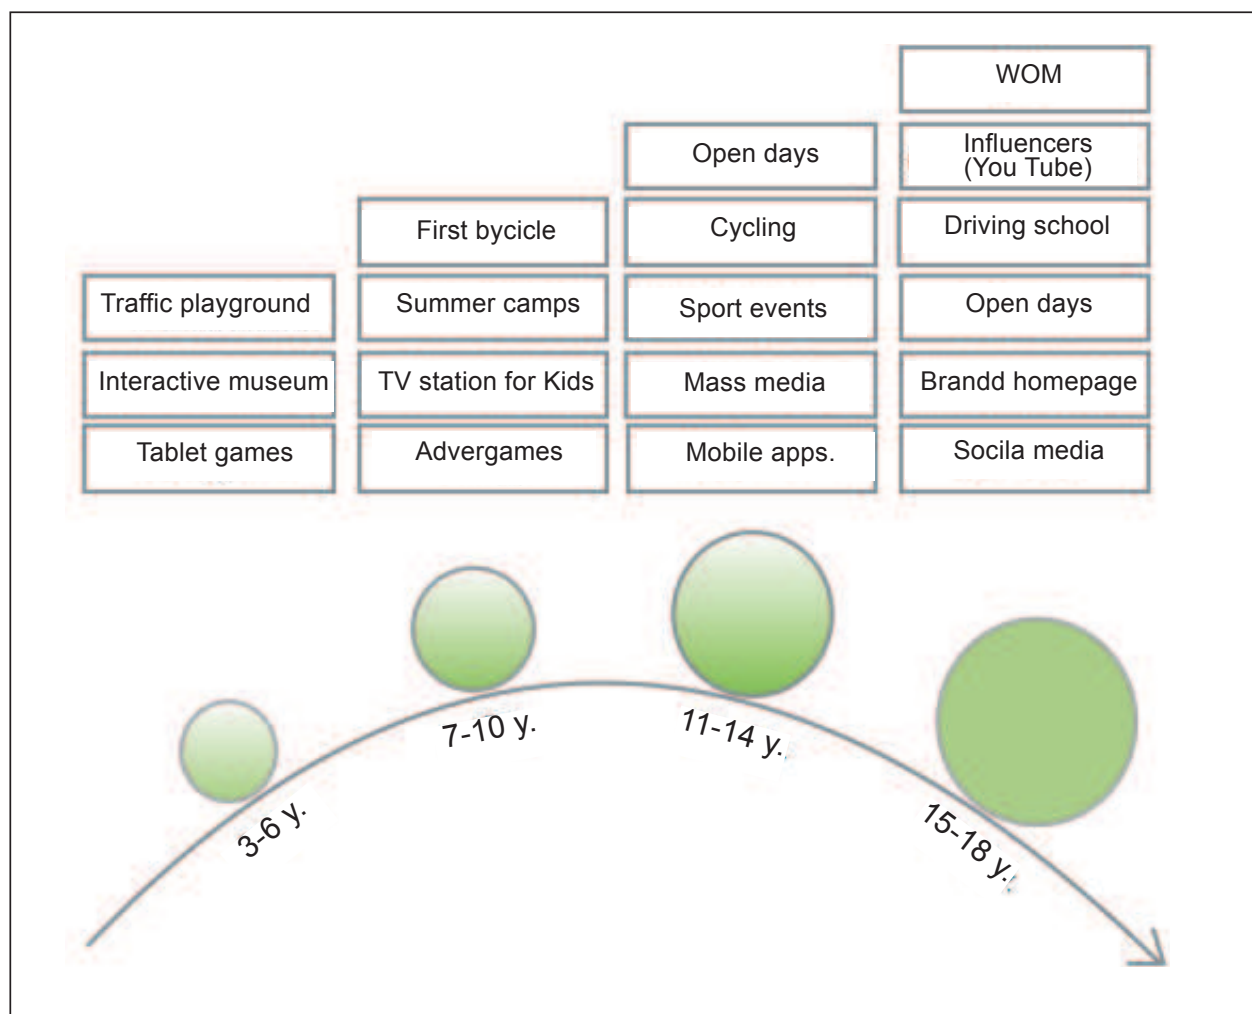 WOM
Open days
Influencers
(You Tube)
First bycicle
Cycling
Driving school
Traffic playground
Summer camps
Sport events
Open days
Interactive museum
TV station for Kids
Mass media
Brandd homepage
Tablet games
Advergames
Mobile apps.
Socila media
3-6 y.
7-10 y.
11-14 y.
15-18 y.